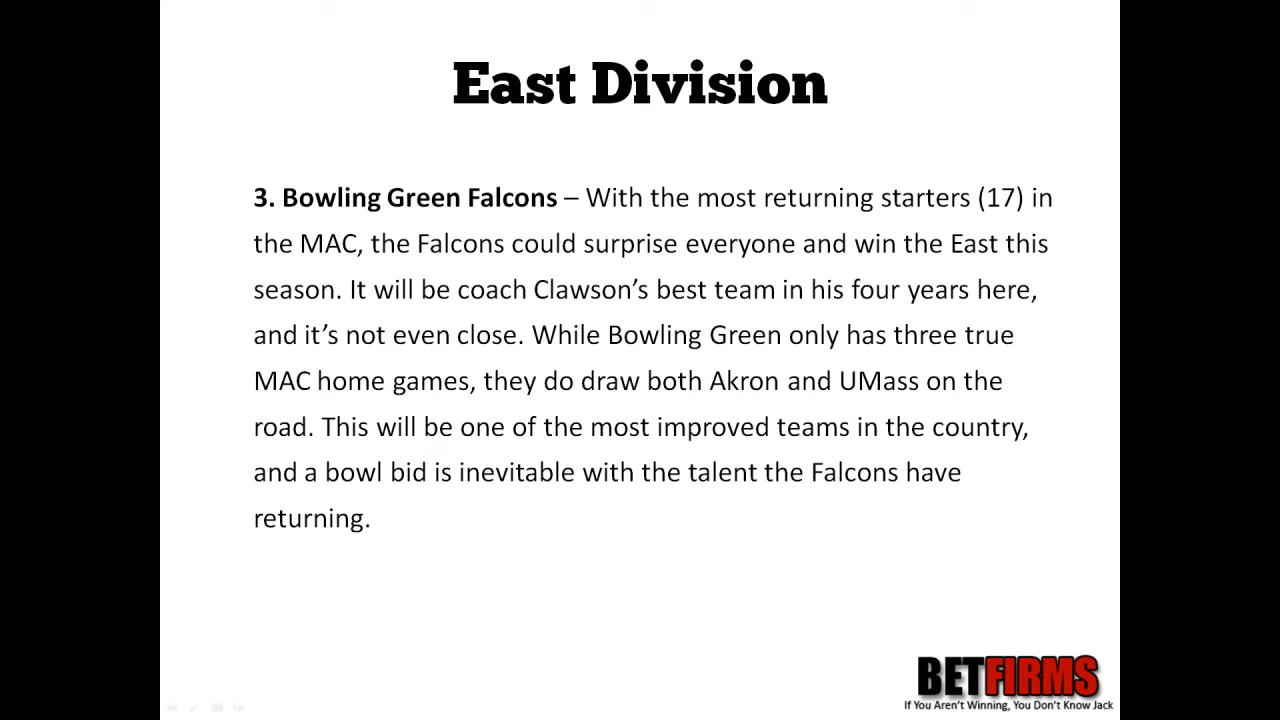 East Division
3. Bowling Green Falcons – With the most returning starters (17) in
the MAC, the Falcons could surprise everyone and win the East this
season. It will be coach Clawson’s best team in his four years here,
and it’s not even close. While Bowling Green only has three true
MAC home games, they do draw both Akron and UMass on the
road. This will be one of the most improved teams in the country,
and a bowl bid is inevitable with the talent the Falcons have
returning.
BETFIRMS
If You Aren’t Winning, You Don’t Know Jack